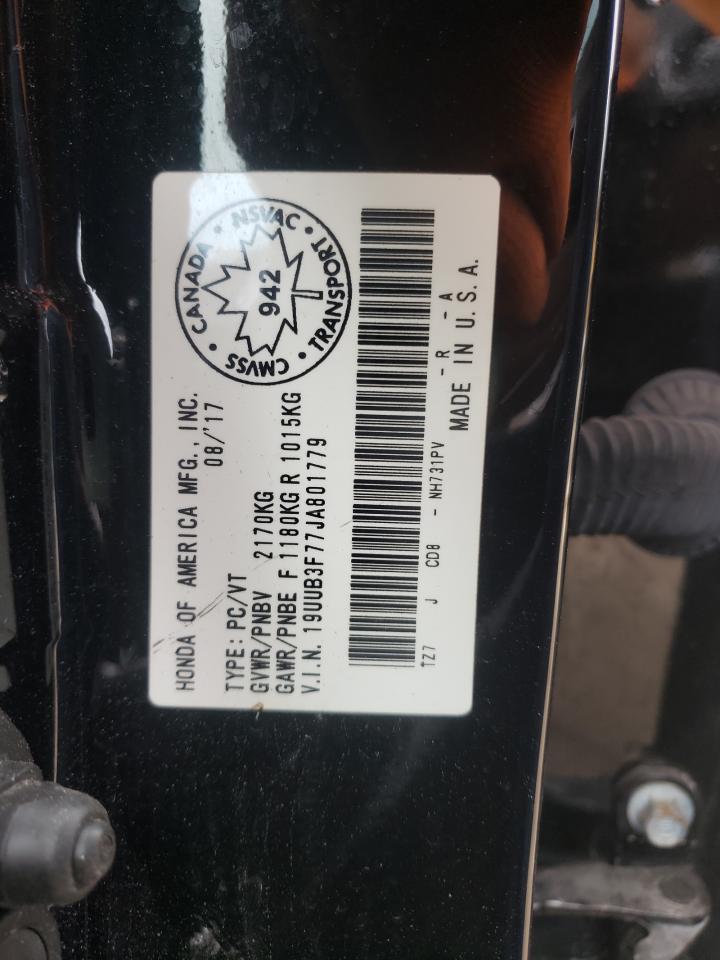 HONDA OF AMERICA MFG., INC.
08/'17
TYPE: PC/VT
GVWR/PNBV 2170KG
GAWR/PNBE F 1180KG R 1015KG
V.I.N. 19UUB3F77JA801779
CANADA • NSVAC • TRANSPORT • CMVSS •
942
TZ7 J CD8 - NH731PV - R - A
MADE IN U.S.A.